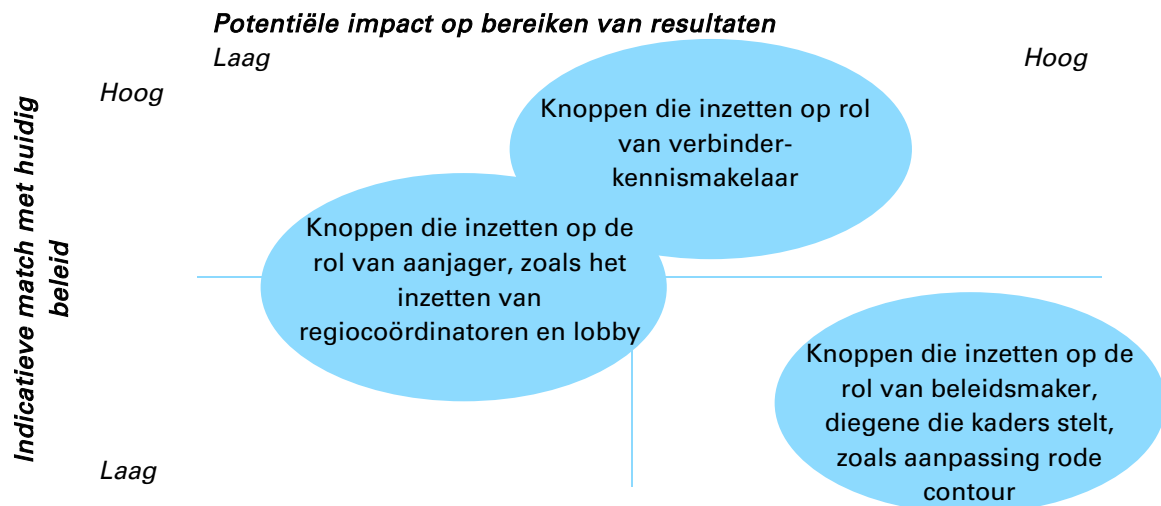 Potentiële impact op bereiken van resultaten
Laag
Hoog
Hoog
Indicatieve match met huidig
beleid
Laag
Knoppen die inzetten op rol
van verbinder-
kennismakelaar
Knoppen die inzetten op de
rol van aanjager, zoals het
inzetten van
regiocoördinatoren en lobby
Knoppen die inzetten op de
rol van beleidsmaker,
diegene die kaders stelt,
zoals aanpassing rode
contour